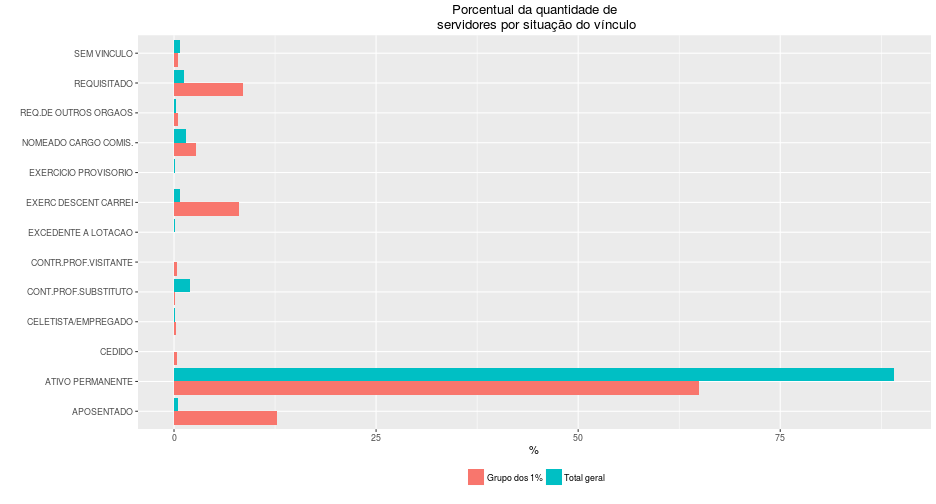 Porcentual da quantidade de
servidores por situação do vínculo
SEM VINCULO
REQUISITADO
REQ.DE OUTROS ORGAOS
NOMEADO CARGO COMIS.
EXERCICIO PROVISORIO
EXERC DESCENT CARREI
EXCEDENTE A LOTACAO
CONTR.PROF.VISITANTE
CONT.PROF.SUBSTITUTO
CELETISTA/EMPREGADO
CEDIDO
ATIVO PERMANENTE
APOSENTADO
0 25 50 75
%
Grupo dos 1% Total geral